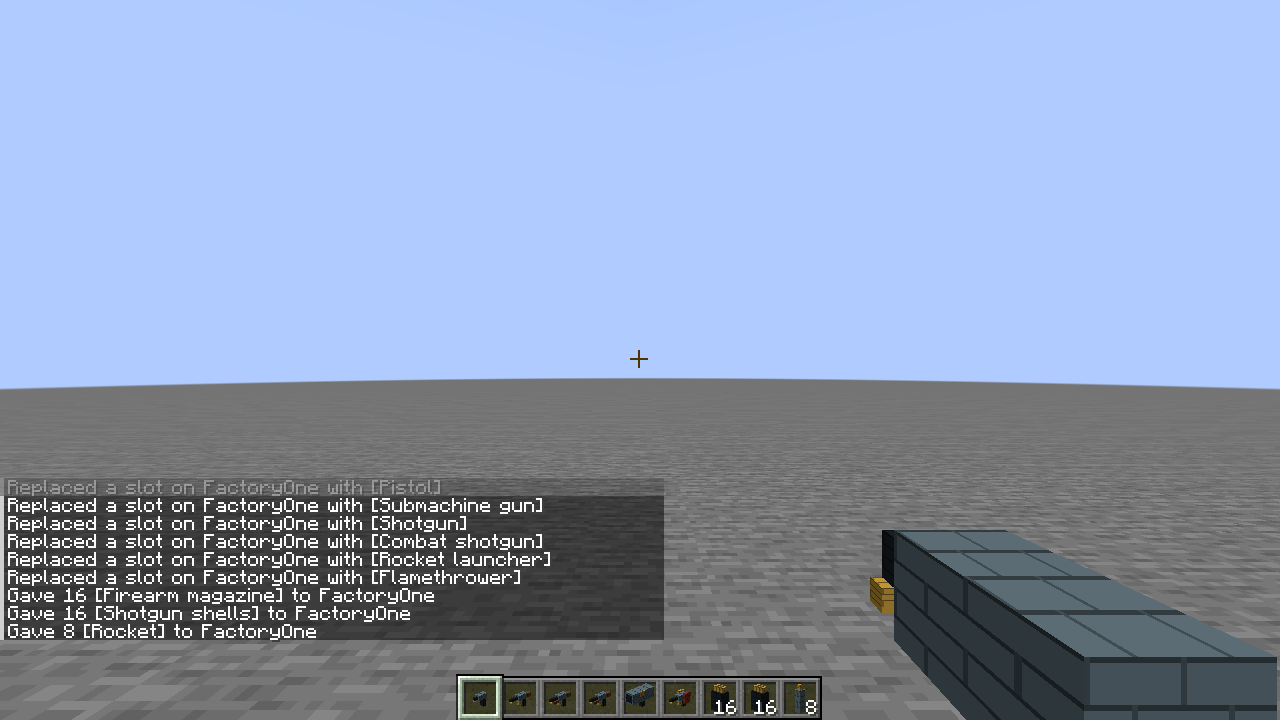 Replaced a slot on FactoryOne with [Pistol]
Replaced a slot on FactoryOne with [Submachine gun]
Replaced a slot on FactoryOne with [Shotgun]
Replaced a slot on FactoryOne with [Combat shotgun]
Replaced a slot on FactoryOne with [Rocket launcher]
Replaced a slot on FactoryOne with [Flamethrower]
Gave 16 [Firearm magazine] to FactoryOne
Gave 16 [Shotgun shells] to FactoryOne
Gave 8 [Rocket] to FactoryOne
16 16 8